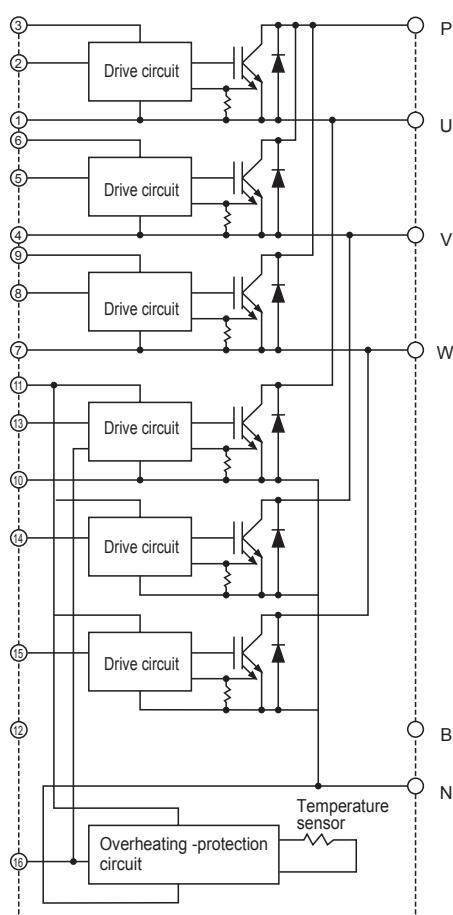 3 P
Drive circuit
2
1 U
6
Drive circuit
5
4 V
9
Drive circuit
8
7 W
11
Drive circuit
13
10
Drive circuit
14
Drive circuit
15
12 B
N
Temperature
sensor
Overheating -protection
circuit
16